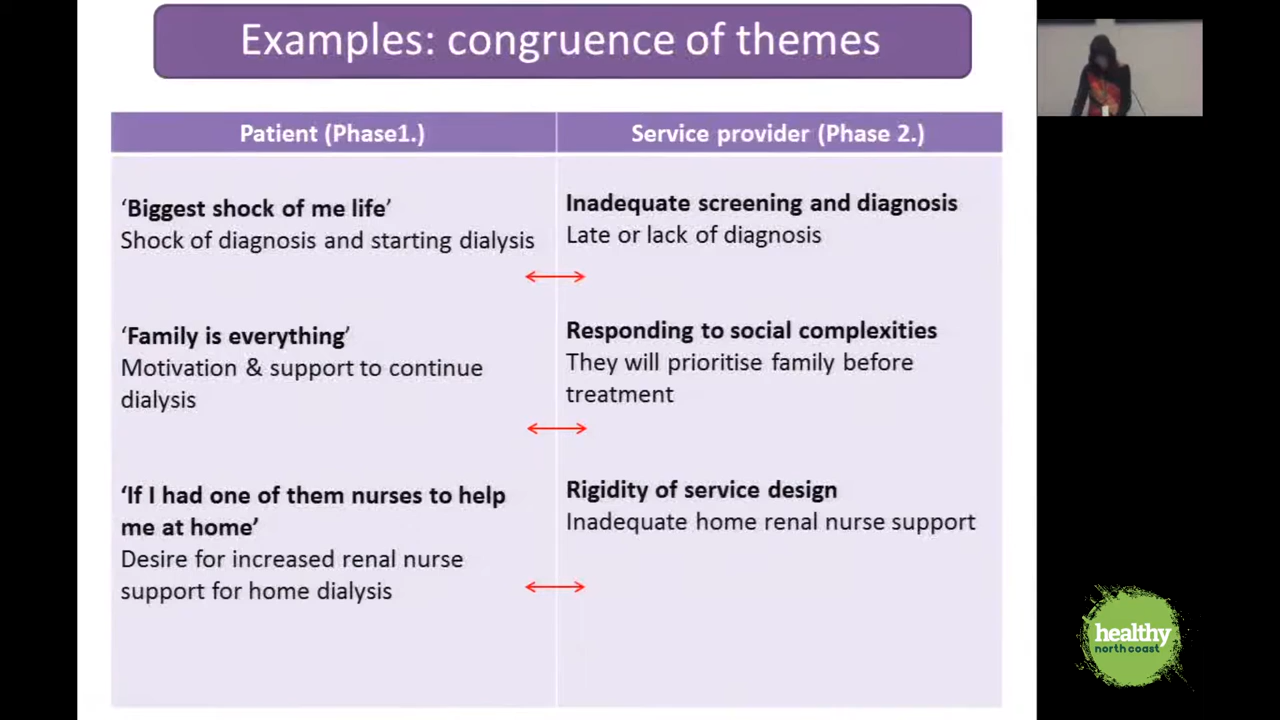 Examples: congruence of themes
Patient (Phase1.)
Service provider (Phase 2.)
‘Biggest shock of me life’
Shock of diagnosis and starting dialysis
Inadequate screening and diagnosis
Late or lack of diagnosis
‘Family is everything’
Motivation & support to continue
dialysis
Responding to social complexities
They will prioritise family before
treatment
‘If I had one of them nurses to help
me at home’
Desire for increased renal nurse
support for home dialysis
Rigidity of service design
Inadequate home renal nurse support
healthy
north coast